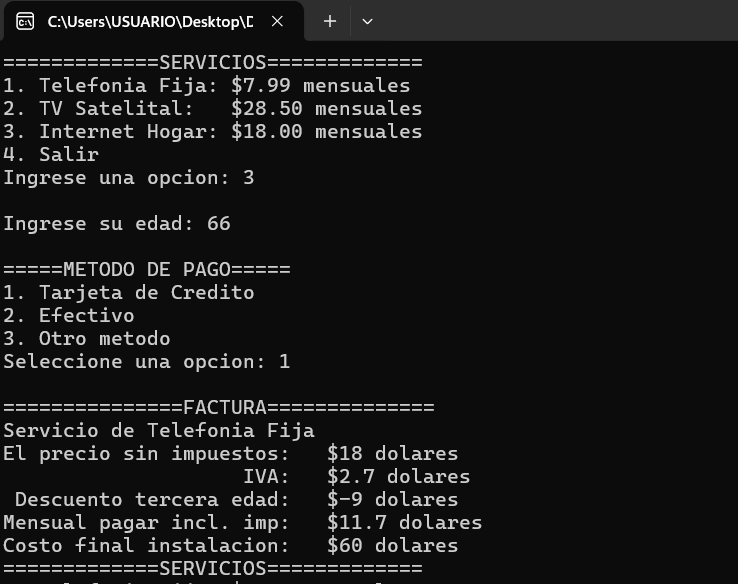 C:\Users\USUARIO\Desktop\D
=============SERVICIOS=============
1. Telefonia Fija: $7.99 mensuales
2. TV Satelital:   $28.50 mensuales
3. Internet Hogar: $18.00 mensuales
4. Salir
Ingrese una opcion: 3
Ingrese su edad: 66
=====METODO DE PAGO=====
1. Tarjeta de Credito
2. Efectivo
3. Otro metodo
Seleccione una opcion: 1
===============FACTURA==============
Servicio de Telefonia Fija
El precio sin impuestos:   $18 dolares
                    IVA:   $2.7 dolares
 Descuento tercera edad:   $-9 dolares
Mensual pagar incl. imp:   $11.7 dolares
Costo final instalacion:   $60 dolares
=============SERVICIOS=============